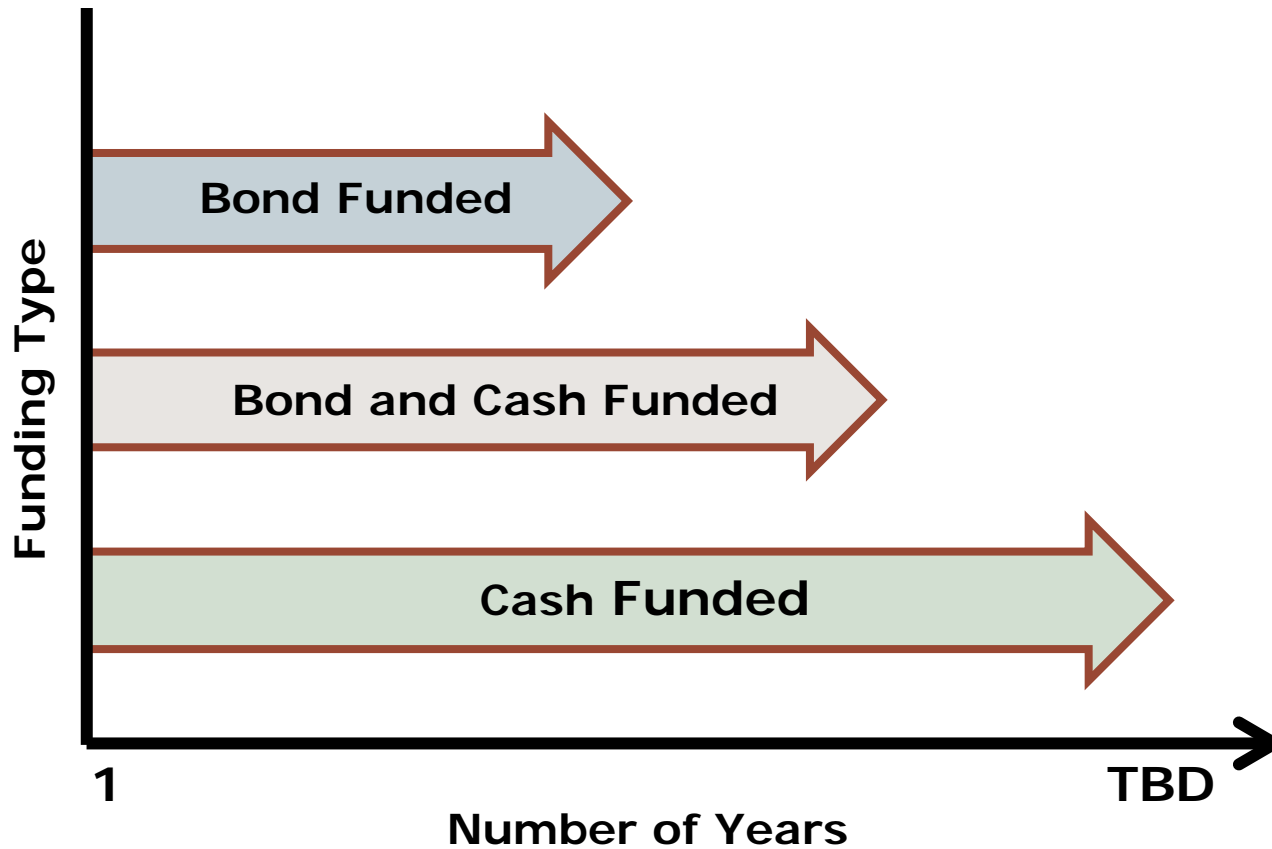 Funding Type
Bond Funded
Bond and Cash Funded
Cash Funded
1
TBD
Number of Years